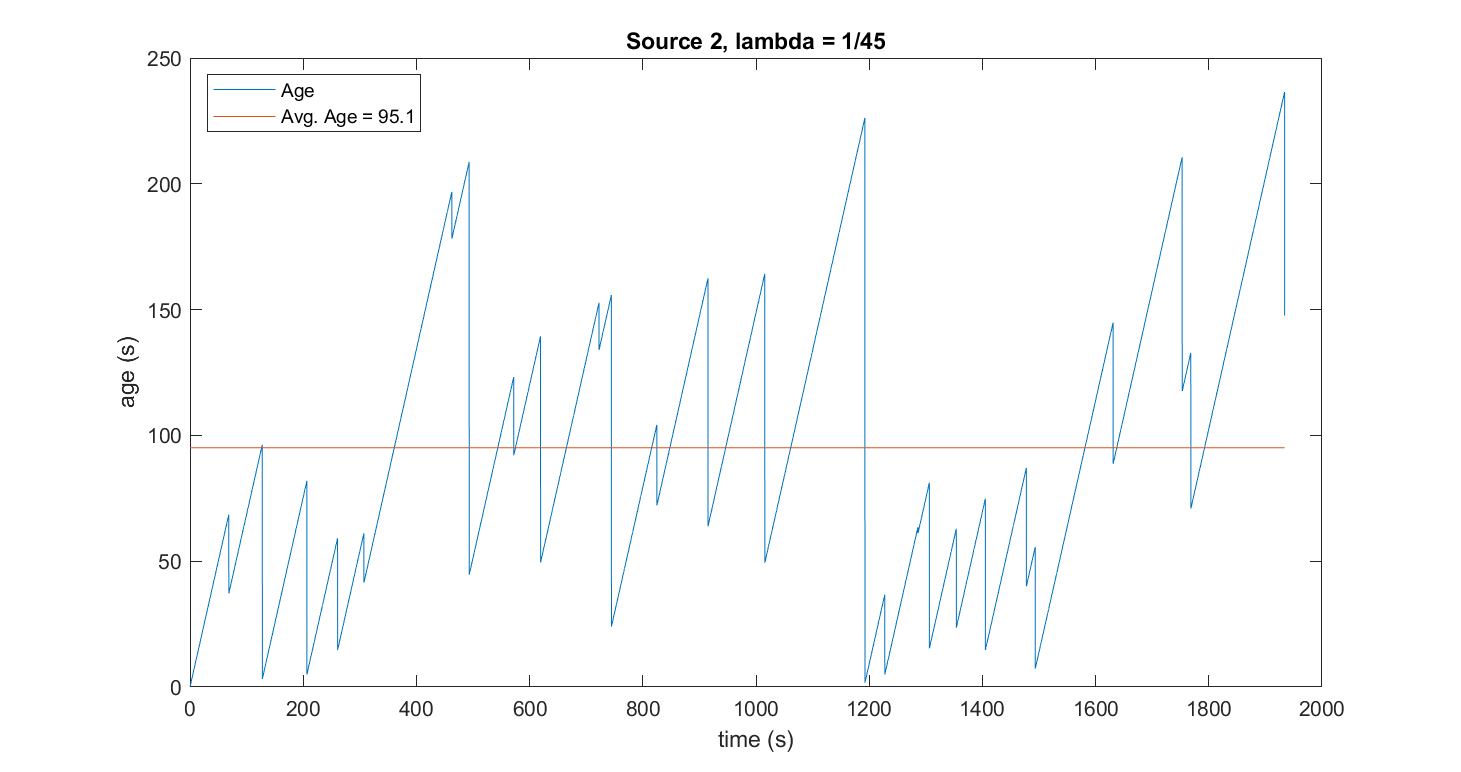 Source 2, lambda = 1/45
Age
Avg. Age = 95.1
250
200
150
100
50
0
age (s)
0 200 400 600 800 1000 1200 1400 1600 1800 2000
time (s)